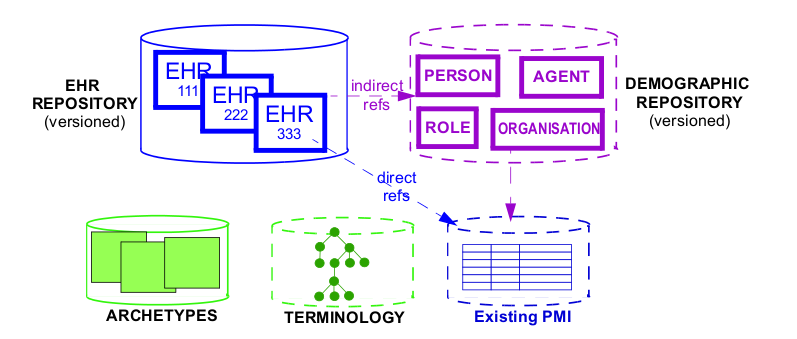 EHR
REPOSITORY
(versioned)
EHR
111
EHR
222
EHR
333
indirect
refs
PERSON
AGENT
ROLE
ORGANISATION
DEMOGRAPHIC
REPOSITORY
(versioned)
direct
refs
ARCHETYPES
TERMINOLOGY
Existing PMI